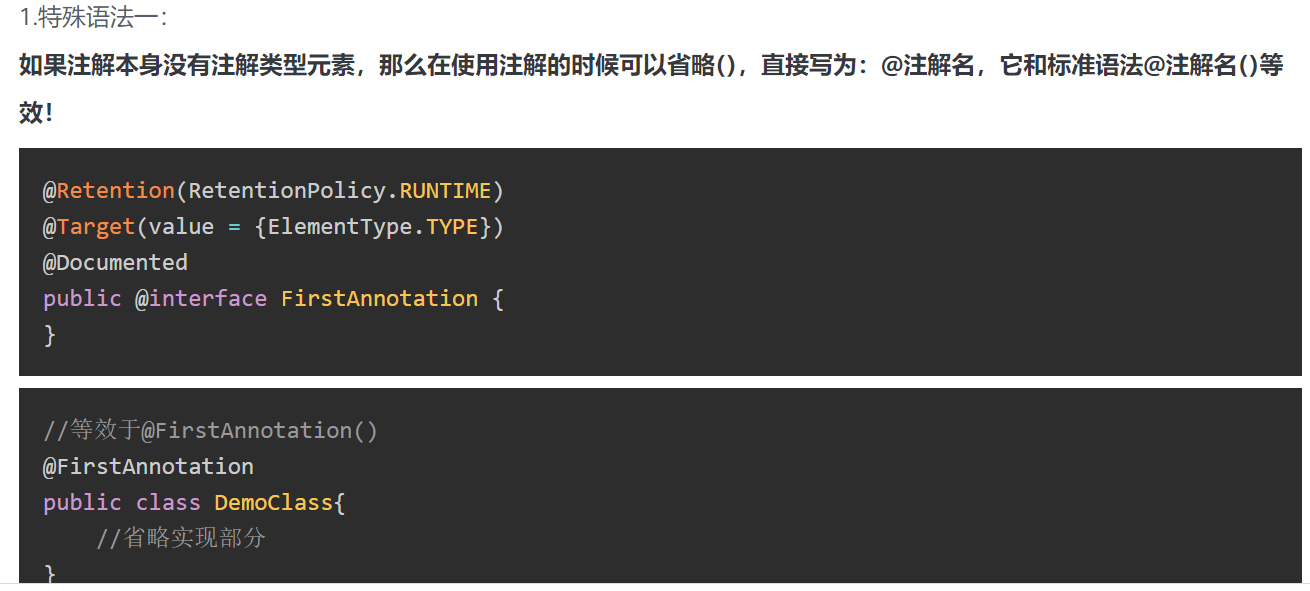 1.特殊语法一：
如果注解本身没有注解类型元素，那么在使用注解的时候可以省略()，直接写为：@注解名，它和标准语法@注解名()等
效！
@Retention(RetentionPolicy.RUNTIME)
@Target(value = {ElementType.TYPE})
@Documented
public @interface FirstAnnotation {
}
//等效于@FirstAnnotation()
@FirstAnnotation
public class DemoClass{
    //省略实现部分
}